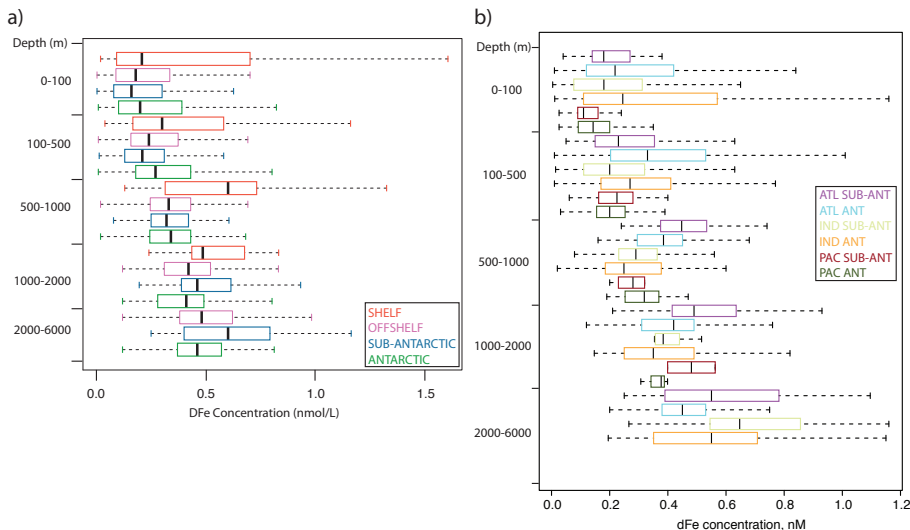 a)
Depth (m)
0-100
100-500
500-1000
1000-2000
2000-6000
SHELF
OFFSHELF
SUB-ANTARCTIC
ANTARCTIC
0.0 0.5 1.0 1.5
DFe Concentration (nmol/L)
b)
Depth (m)
0-100
100-500
500-1000
1000-2000
2000-6000
ATL SUB-ANT
ATL ANT
IND SUB-ANT
IND ANT
PAC SUB-ANT
PAC ANT
0.0 0.2 0.4 0.6 0.8 1.0 1.2
dFe concentration, nM